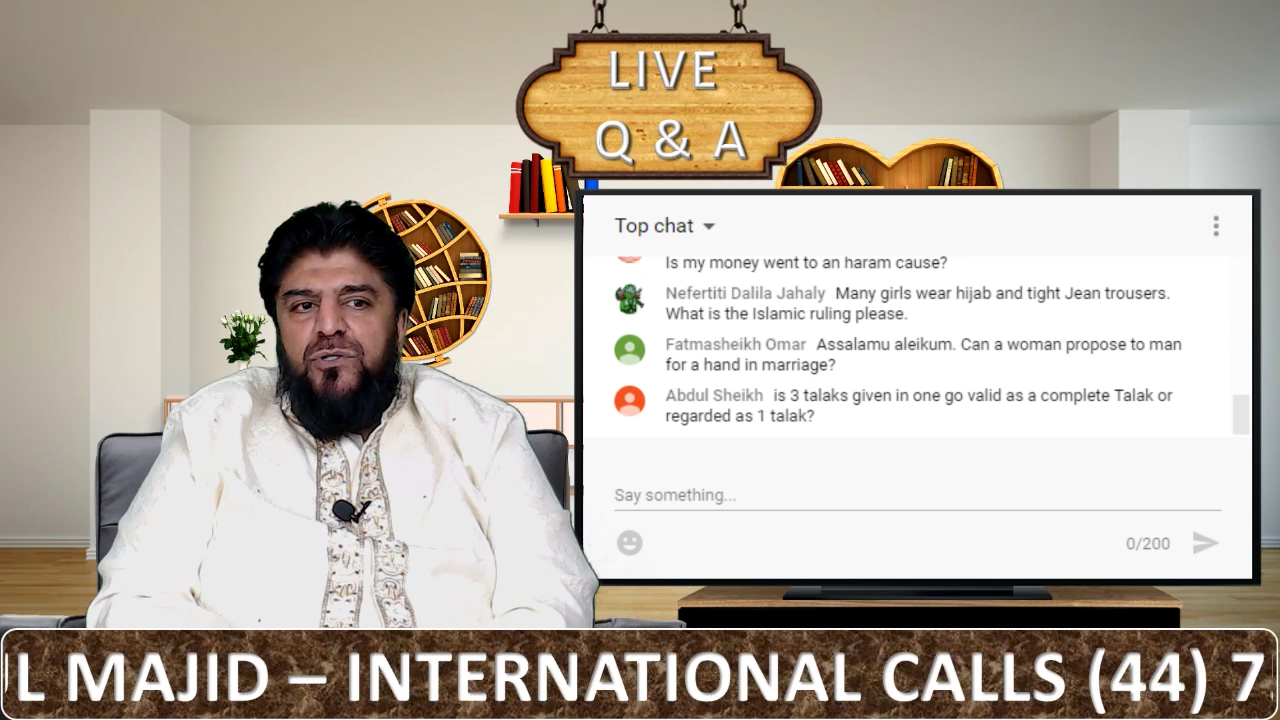 LIVE
Q & A
Top chat
Is my money went to an haram cause?
Nefertiti Dalila Jahaly Many girls wear hijab and tight Jean trousers.
What is the Islamic ruling please.
Fatmasheikh Omar Assalamu aleikum. Can a woman propose to man
for a hand in marriage?
Abdul Sheikh is 3 talaks given in one go valid as a complete Talak or
regarded as 1 talak?
Say something...
0/200
L MAJID – INTERNATIONAL CALLS (44) 7